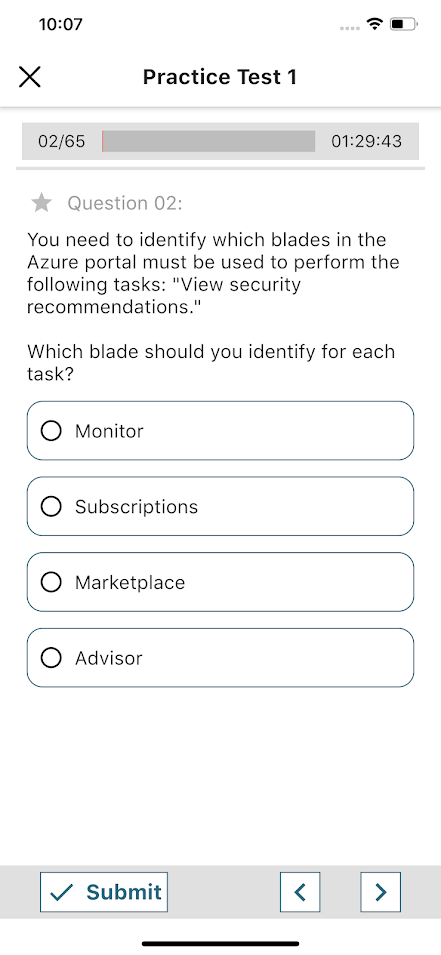 10:07
Practice Test 1
02/65
01:29:43
Question 02:
You need to identify which blades in the
Azure portal must be used to perform the
following tasks: "View security
recommendations."
Which blade should you identify for each
task?
Monitor
Subscriptions
Marketplace
Advisor
Submit